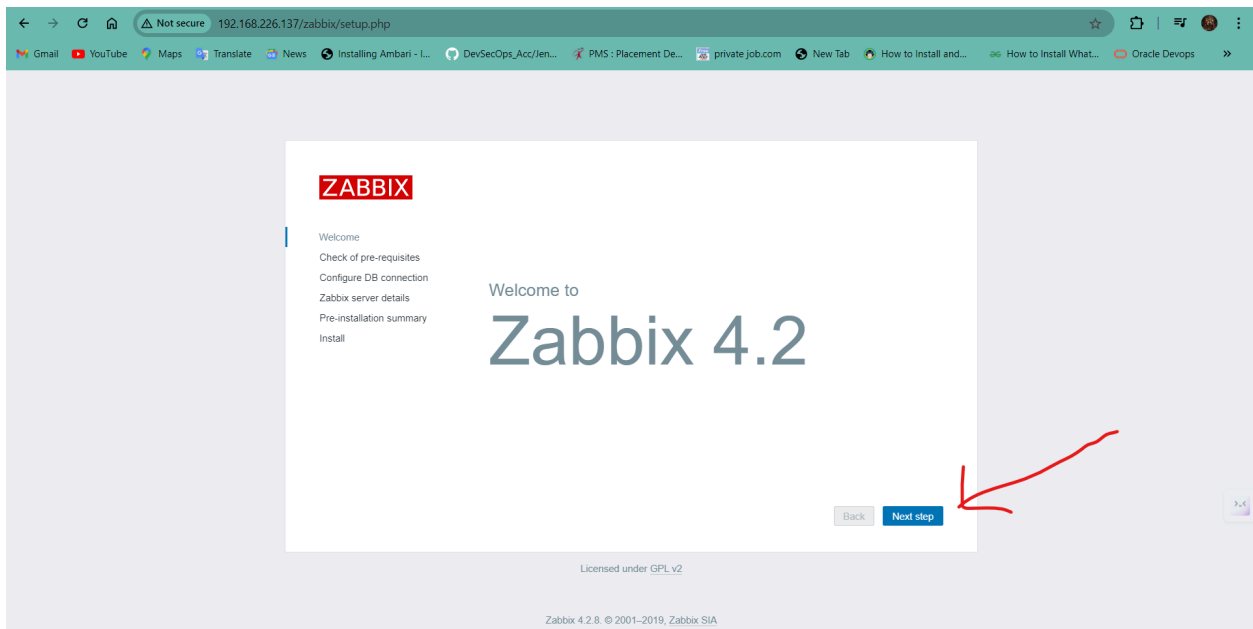 Not secure 192.168.226.137/zabbix/setup.php
Gmail YouTube Maps Translate News Installing Ambari - I... DevSecOps_Acc/Jen... PMS : Placement De... private job.com New Tab How to Install and... How to Install What... Oracle Devops »
ZABBIX
Welcome
Check of pre-requisites
Configure DB connection
Zabbix server details
Pre-installation summary
Install
Welcome to
Zabbix 4.2
Back Next step
Licensed under GPL v2
Zabbix 4.2.8. © 2001–2019, Zabbix SIA